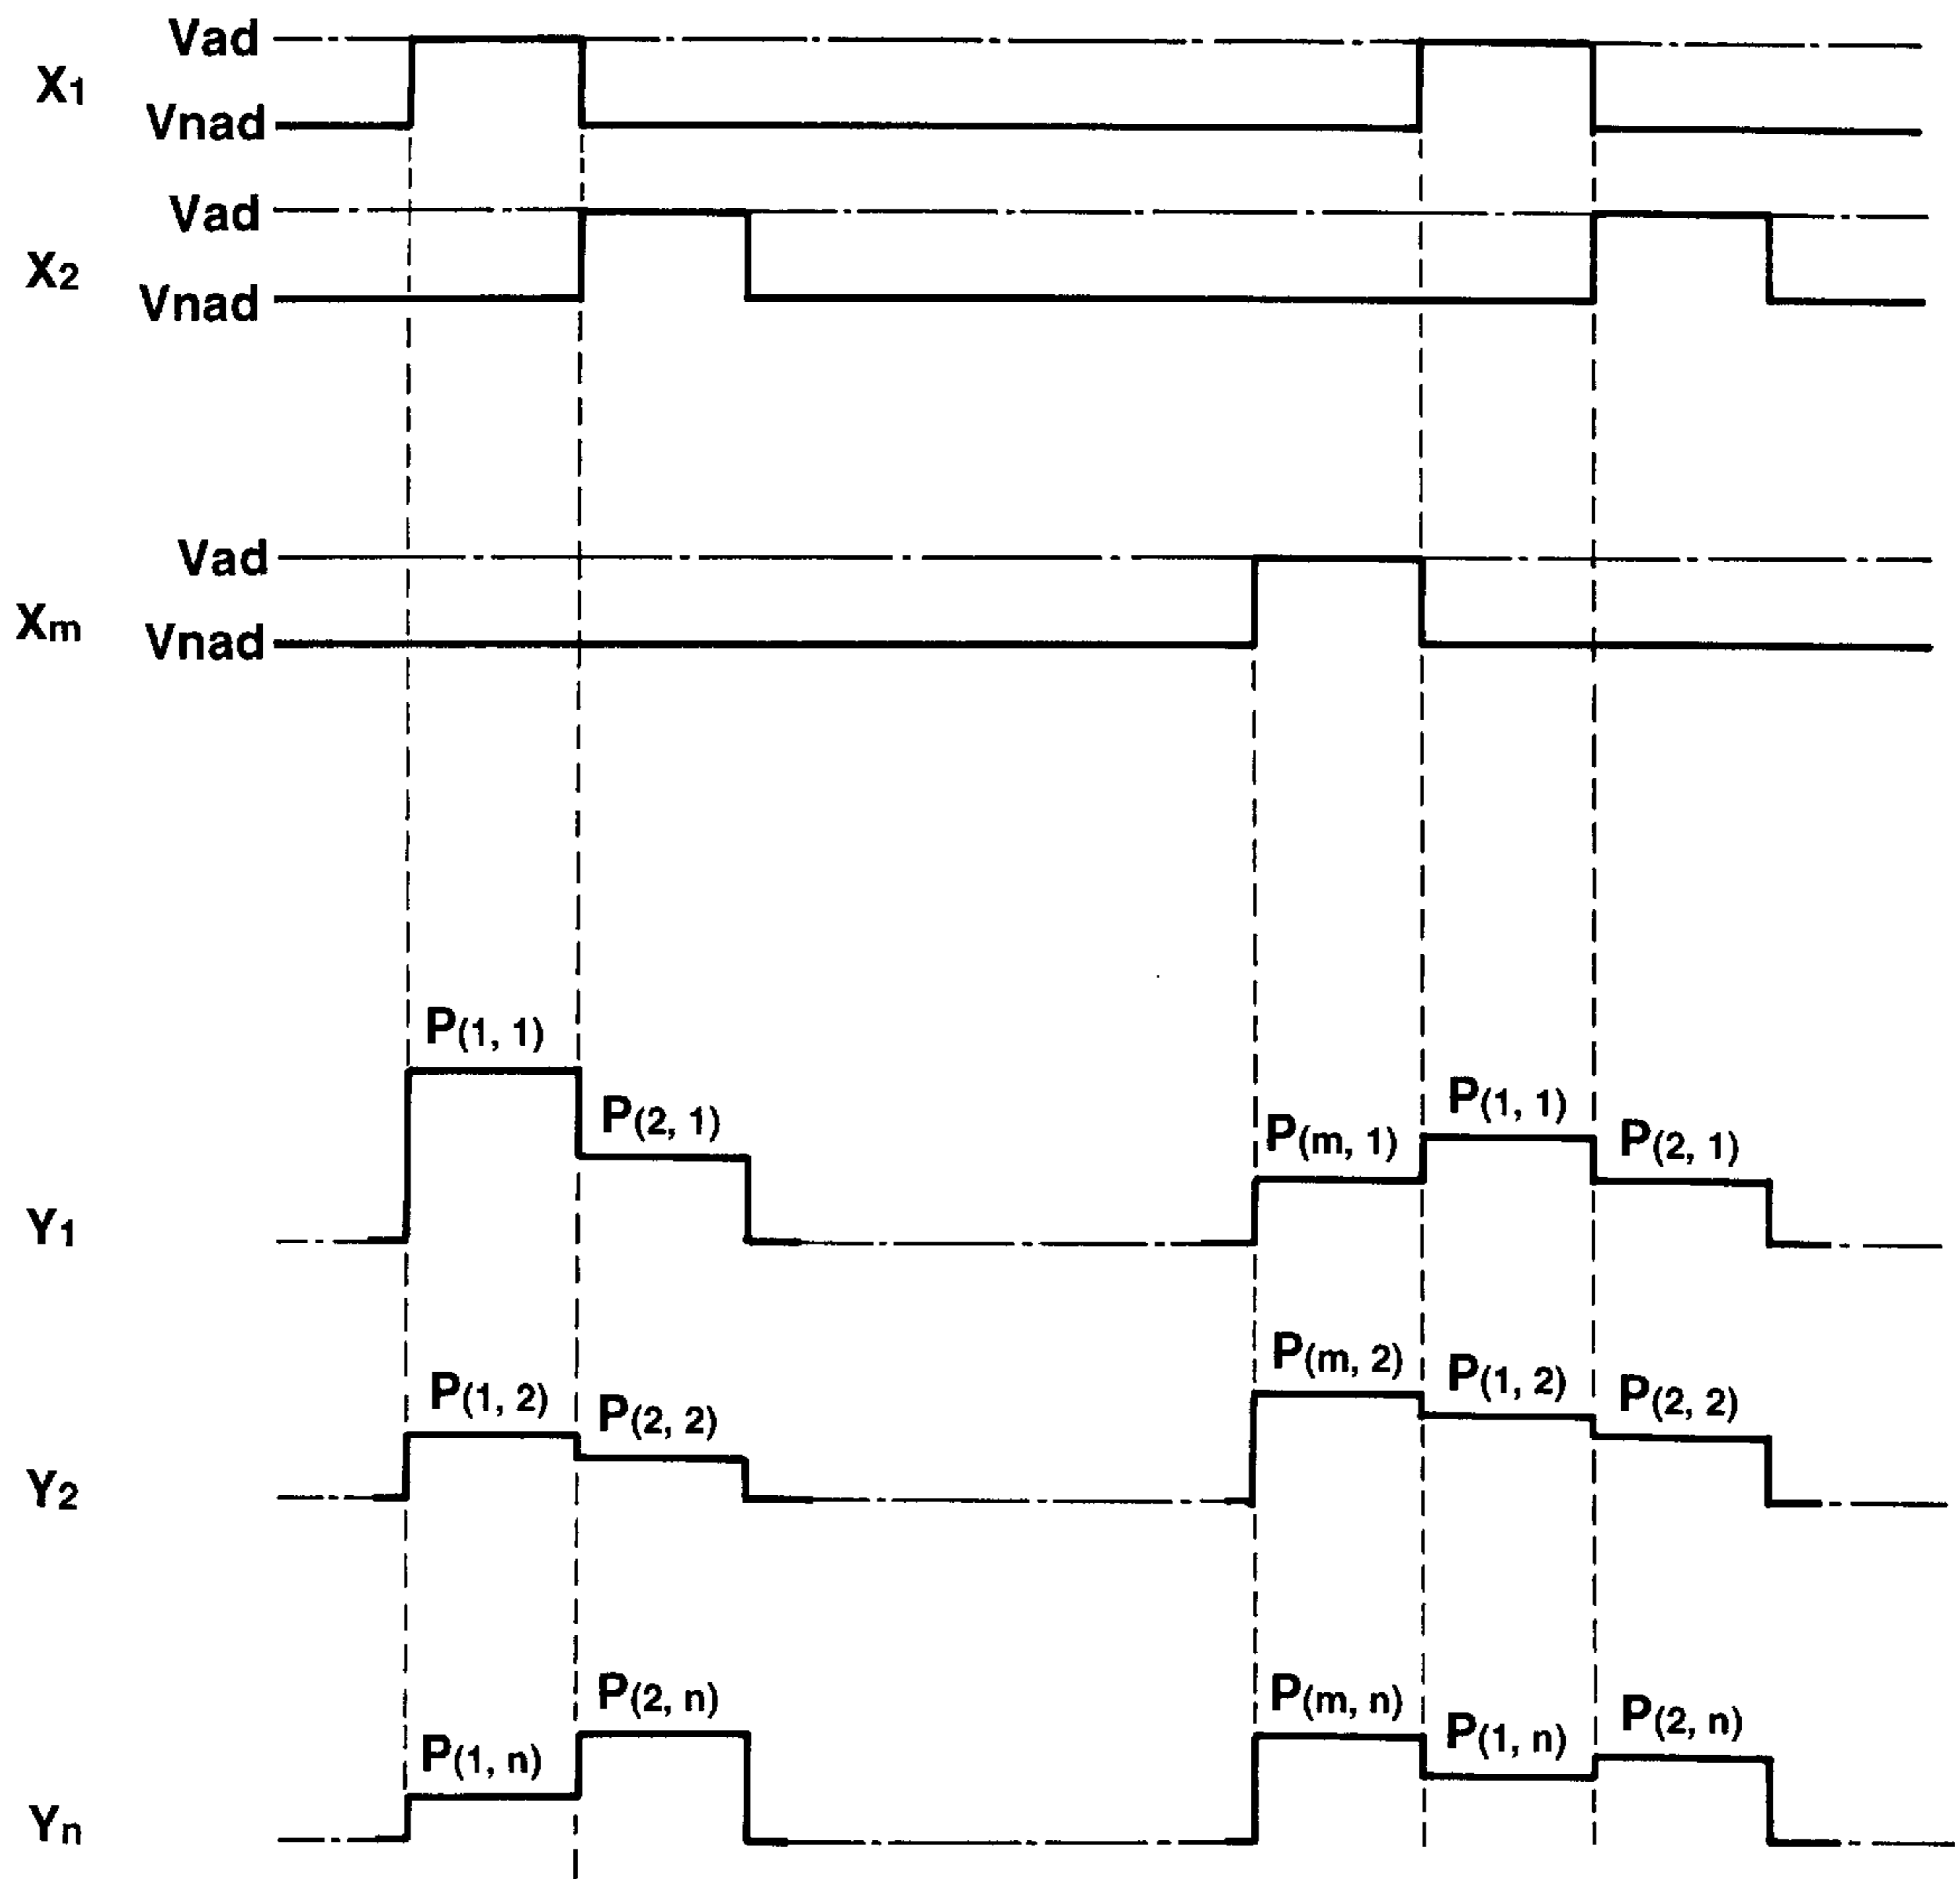 Vad
X1
Vnad
Vad
X2
Vnad
Vad
Xm
Vnad
P(1, 1)
P(2, 1)
P(m, 1)
P(1, 1)
P(2, 1)
Y1
P(1, 2)
P(2, 2)
P(m, 2)
P(1, 2)
P(2, 2)
Y2
P(1, n)
P(2, n)
P(m, n)
P(1, n)
P(2, n)
Yn